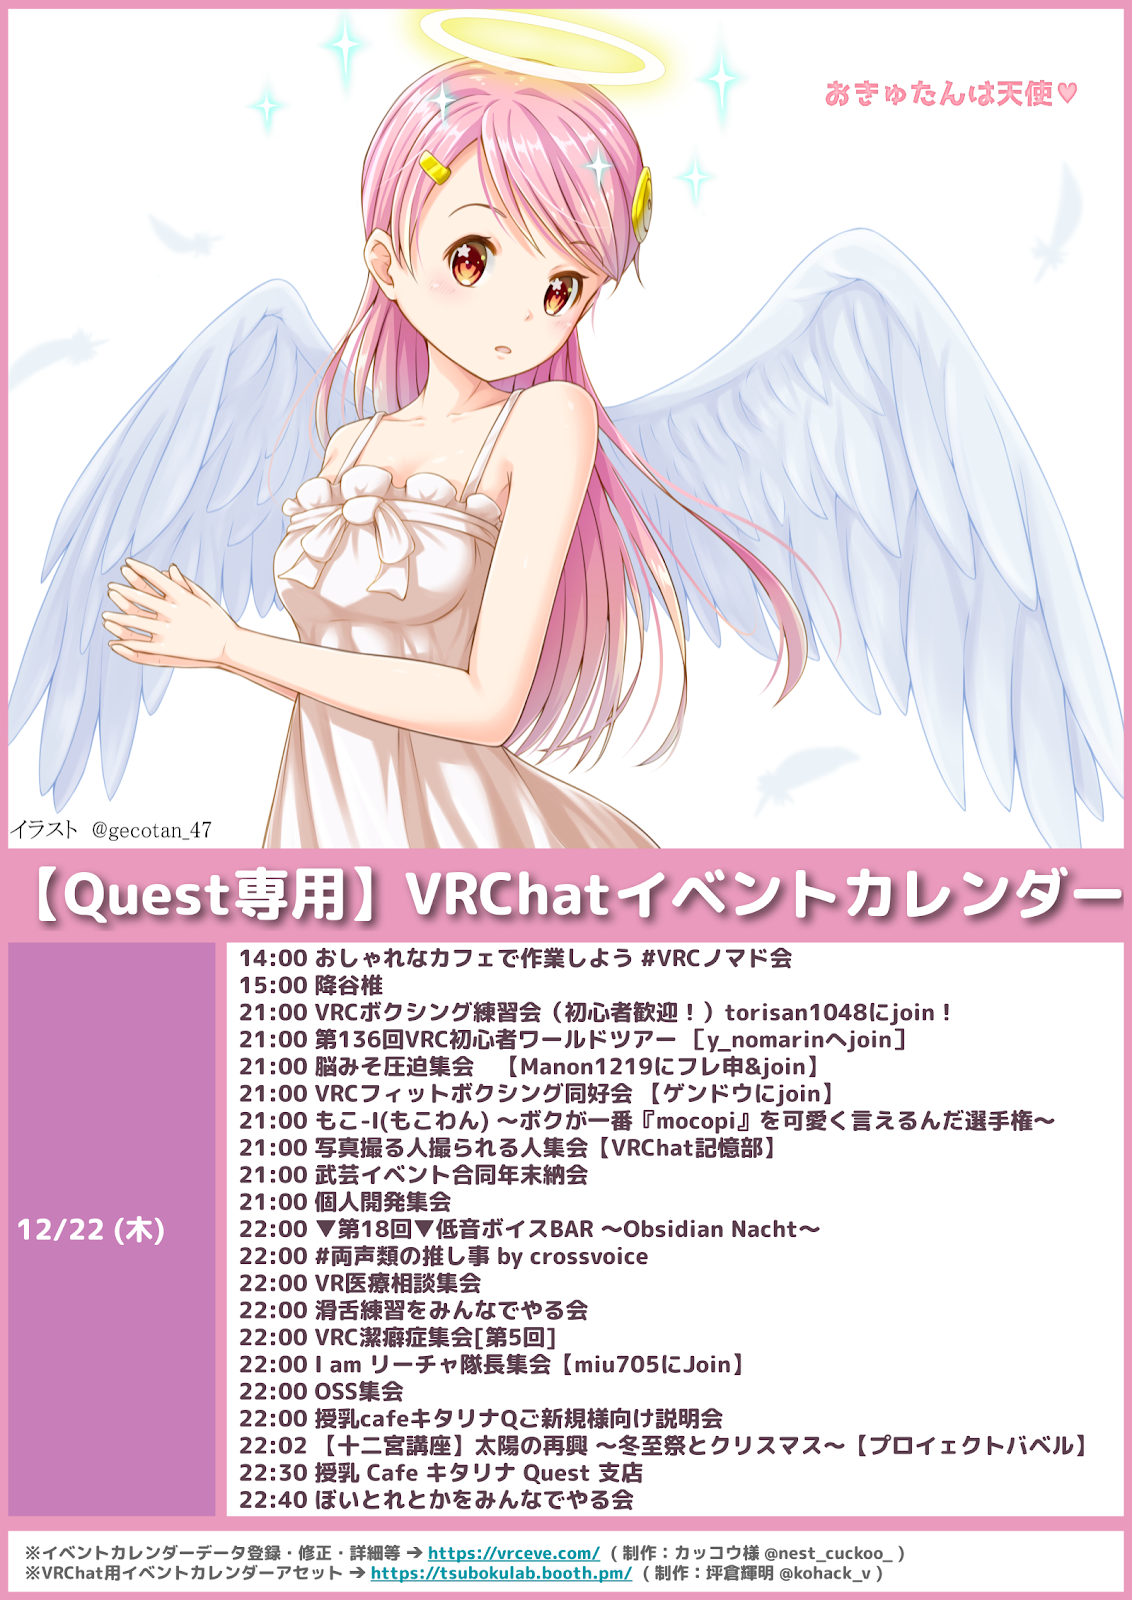 おきゅたんは天使♥
イラスト @gecotan_47
【Quest専用】VRChatイベントカレンダー
12/22 (木)
14:00 おしゃれなカフェで作業しよう #VRCノマド会
15:00 降谷椎
21:00 VRCボクシング練習会（初心者歓迎！）torisan1048にjoin！
21:00 第136回VRC初心者ワールドツアー ［y_nomarinへjoin］
21:00 脳みそ圧迫集会　【Manon1219にフレ申&join】
21:00 VRCフィットボクシング同好会 【ゲンドウにjoin】
21:00 もこ-I(もこわん) ～ボクが一番『mocopi』を可愛く言えるんだ選手権～
21:00 写真撮る人撮られる人集会【VRChat記憶部】
21:00 武芸イベント合同年末納会
21:00 個人開発集会
22:00 ▼第18回▼低音ボイスBAR ～Obsidian Nacht～
22:00 #両声類の推し事 by crossvoice
22:00 VR医療相談集会
22:00 滑舌練習をみんなでやる会
22:00 VRC潔癖症集会[第5回]
22:00 I am リーチャ隊長集会【miu705にJoin】
22:00 OSS集会
22:00 授乳cafeキタリナQご新規様向け説明会
22:02 【十二宮講座】太陽の再興 ～冬至祭とクリスマス～【プロイェクトバベル】
22:30 授乳 Cafe キタリナ Quest 支店
22:40 ぼいとれとかをみんなでやる会
※イベントカレンダーデータ登録・修正・詳細等 ➔ https://vrceve.com/ （ 制作：カッコウ様 @nest_cuckoo_ ）
※VRChat用イベントカレンダーアセット ➔ https://tsubokulab.booth.pm/ （ 制作：坪倉輝明 @kohack_v ）